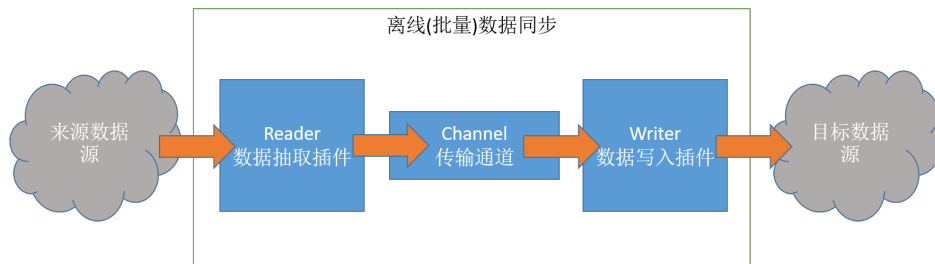 离线(批量)数据同步
来源数据
源
Reader
数据抽取插件
Channel
传输通道
Writer
数据写入插件
目标数据
源